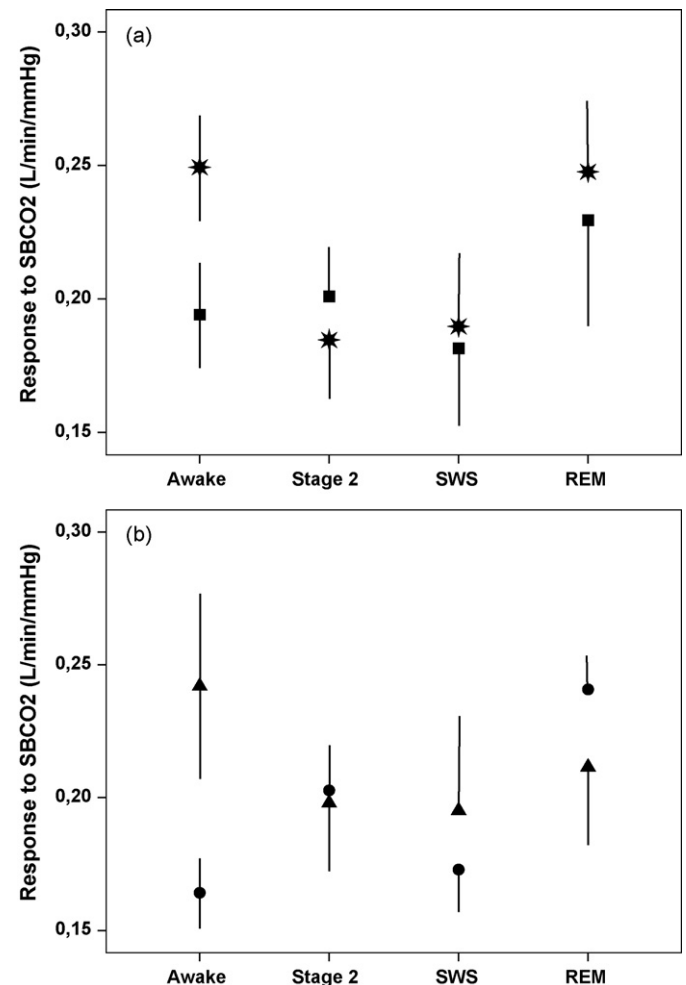 (a)
Response to SBCO2 (L/min/mmHg)
0,30
0,25
0,20
0,15
Awake Stage 2 SWS REM
(b)
Response to SBCO2 (L/min/mmHg)
0,30
0,25
0,20
0,15
Awake Stage 2 SWS REM